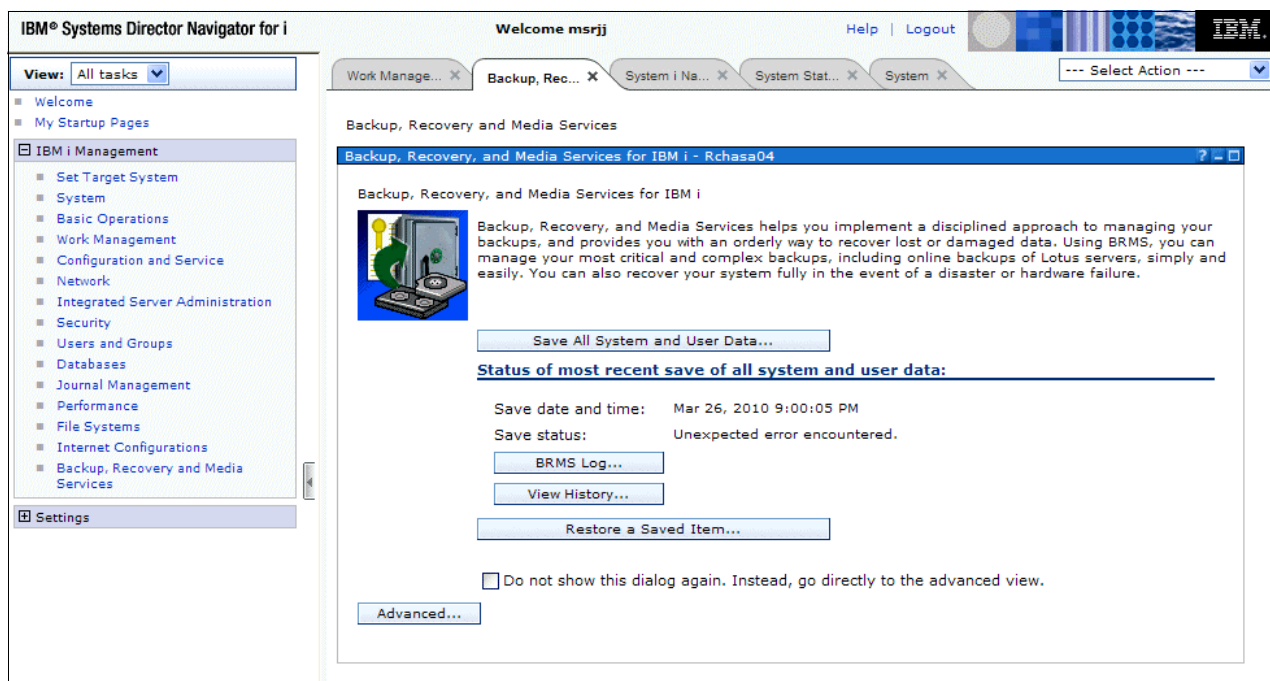 IBM® Systems Director Navigator for i
Welcome msrjj
Help | Logout
IBM.
View: All tasks
Work Manage... X
Backup, Rec... X
System i Na... X
System Stat... X
System X
--- Select Action ---
Welcome
My Startup Pages
IBM i Management
Set Target System
System
Basic Operations
Work Management
Configuration and Service
Network
Integrated Server Administration
Security
Users and Groups
Databases
Journal Management
Performance
File Systems
Internet Configurations
Backup, Recovery and Media
Services
Settings
Backup, Recovery and Media Services
Backup, Recovery, and Media Services for IBM i - Rchasa04
Backup, Recovery, and Media Services for IBM i
Backup, Recovery, and Media Services helps you implement a disciplined approach to managing your
backups, and provides you with an orderly way to recover lost or damaged data. Using BRMS, you can
manage your most critical and complex backups, including online backups of Lotus servers, simply and
easily. You can also recover your system fully in the event of a disaster or hardware failure.
Save All System and User Data...
Status of most recent save of all system and user data:
Save date and time: Mar 26, 2010 9:00:05 PM
Save status: Unexpected error encountered.
BRMS Log...
View History...
Restore a Saved Item...
Do not show this dialog again. Instead, go directly to the advanced view.
Advanced...